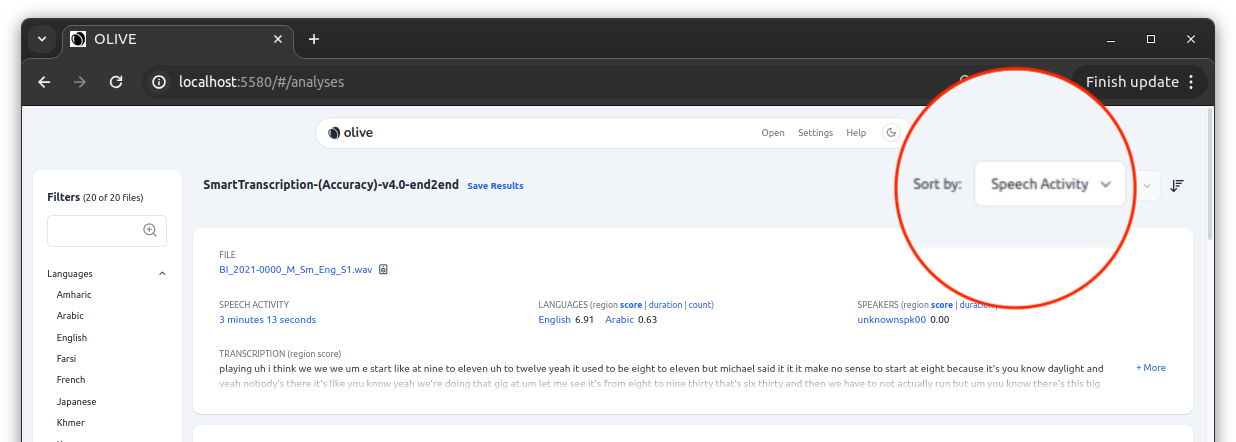 OLIVE
localhost:5580/#/analyses
Finish update
olive
Open Settings Help
Filters (20 of 20 files)
Languages
Amharic
Arabic
English
Farsi
French
Japanese
Khmer
SmartTranscription-(Accuracy)-v4.0-end2end Save Results
Sort by: Speech Activity
FILE
BI_2021-0000_M_Sm_Eng_S1.wav
SPEECH ACTIVITY
3 minutes 13 seconds
LANGUAGES (region score | duration | count)
English 6.91 Arabic 0.63
SPEAKERS (region score | duration
unknownspk00 0.00
TRANSCRIPTION (region score)
playing uh i think we we we um e start like at nine to eleven uh to twelve yeah it used to be eight to eleven but michael said it it it make no sense to start at eight because it's you know daylight and
yeah nobody's there it's like you know yeah we're doing that gig at um let me see it's from eight to nine thirty that's six thirty and then we have to not actually run but um you know there's this big
+ More